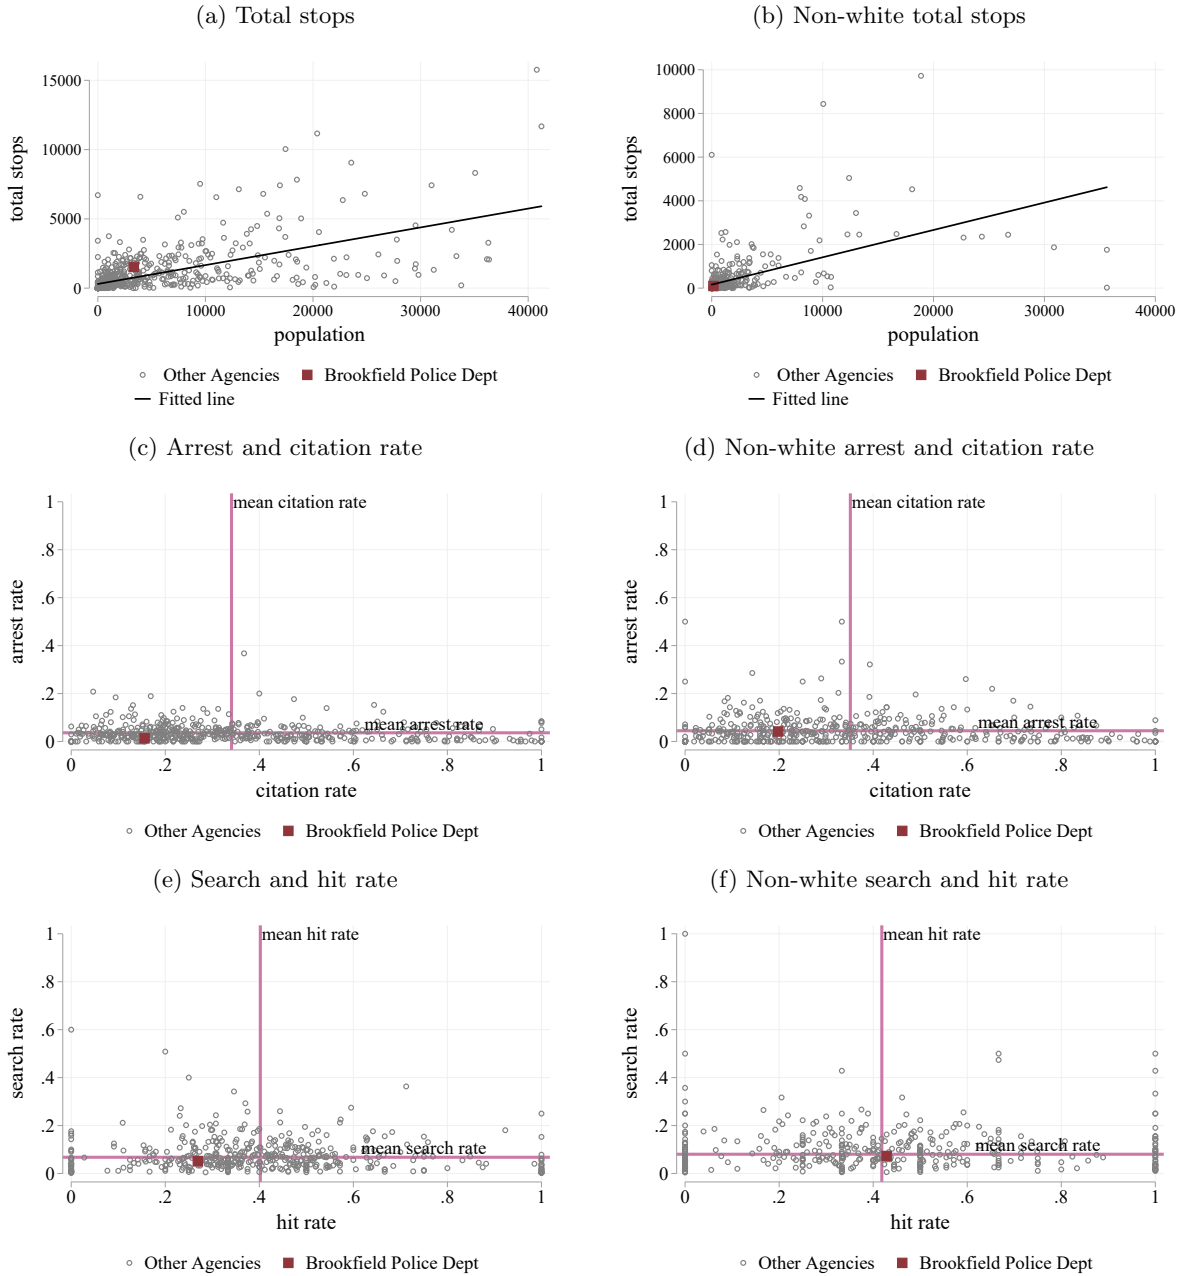 (a) Total stops
(b) Non-white total stops
total stops
15000
10000
5000
0
0
10000
20000
30000
40000
population
Other Agencies
Brookfield Police Dept
Fitted line
total stops
10000
8000
6000
4000
2000
0
0
10000
20000
30000
40000
population
Other Agencies
Brookfield Police Dept
Fitted line
(c) Arrest and citation rate
(d) Non-white arrest and citation rate
arrest rate
1
.8
.6
.4
.2
0
mean citation rate
mean arrest rate
0
.2
.4
.6
.8
1
citation rate
Other Agencies
Brookfield Police Dept
arrest rate
1
.8
.6
.4
.2
0
mean citation rate
mean arrest rate
0
.2
.4
.6
.8
1
citation rate
Other Agencies
Brookfield Police Dept
(e) Search and hit rate
(f) Non-white search and hit rate
search rate
1
.8
.6
.4
.2
0
mean hit rate
mean search rate
0
.2
.4
.6
.8
1
hit rate
Other Agencies
Brookfield Police Dept
search rate
1
.8
.6
.4
.2
0
mean hit rate
mean search rate
0
.2
.4
.6
.8
1
hit rate
Other Agencies
Brookfield Police Dept